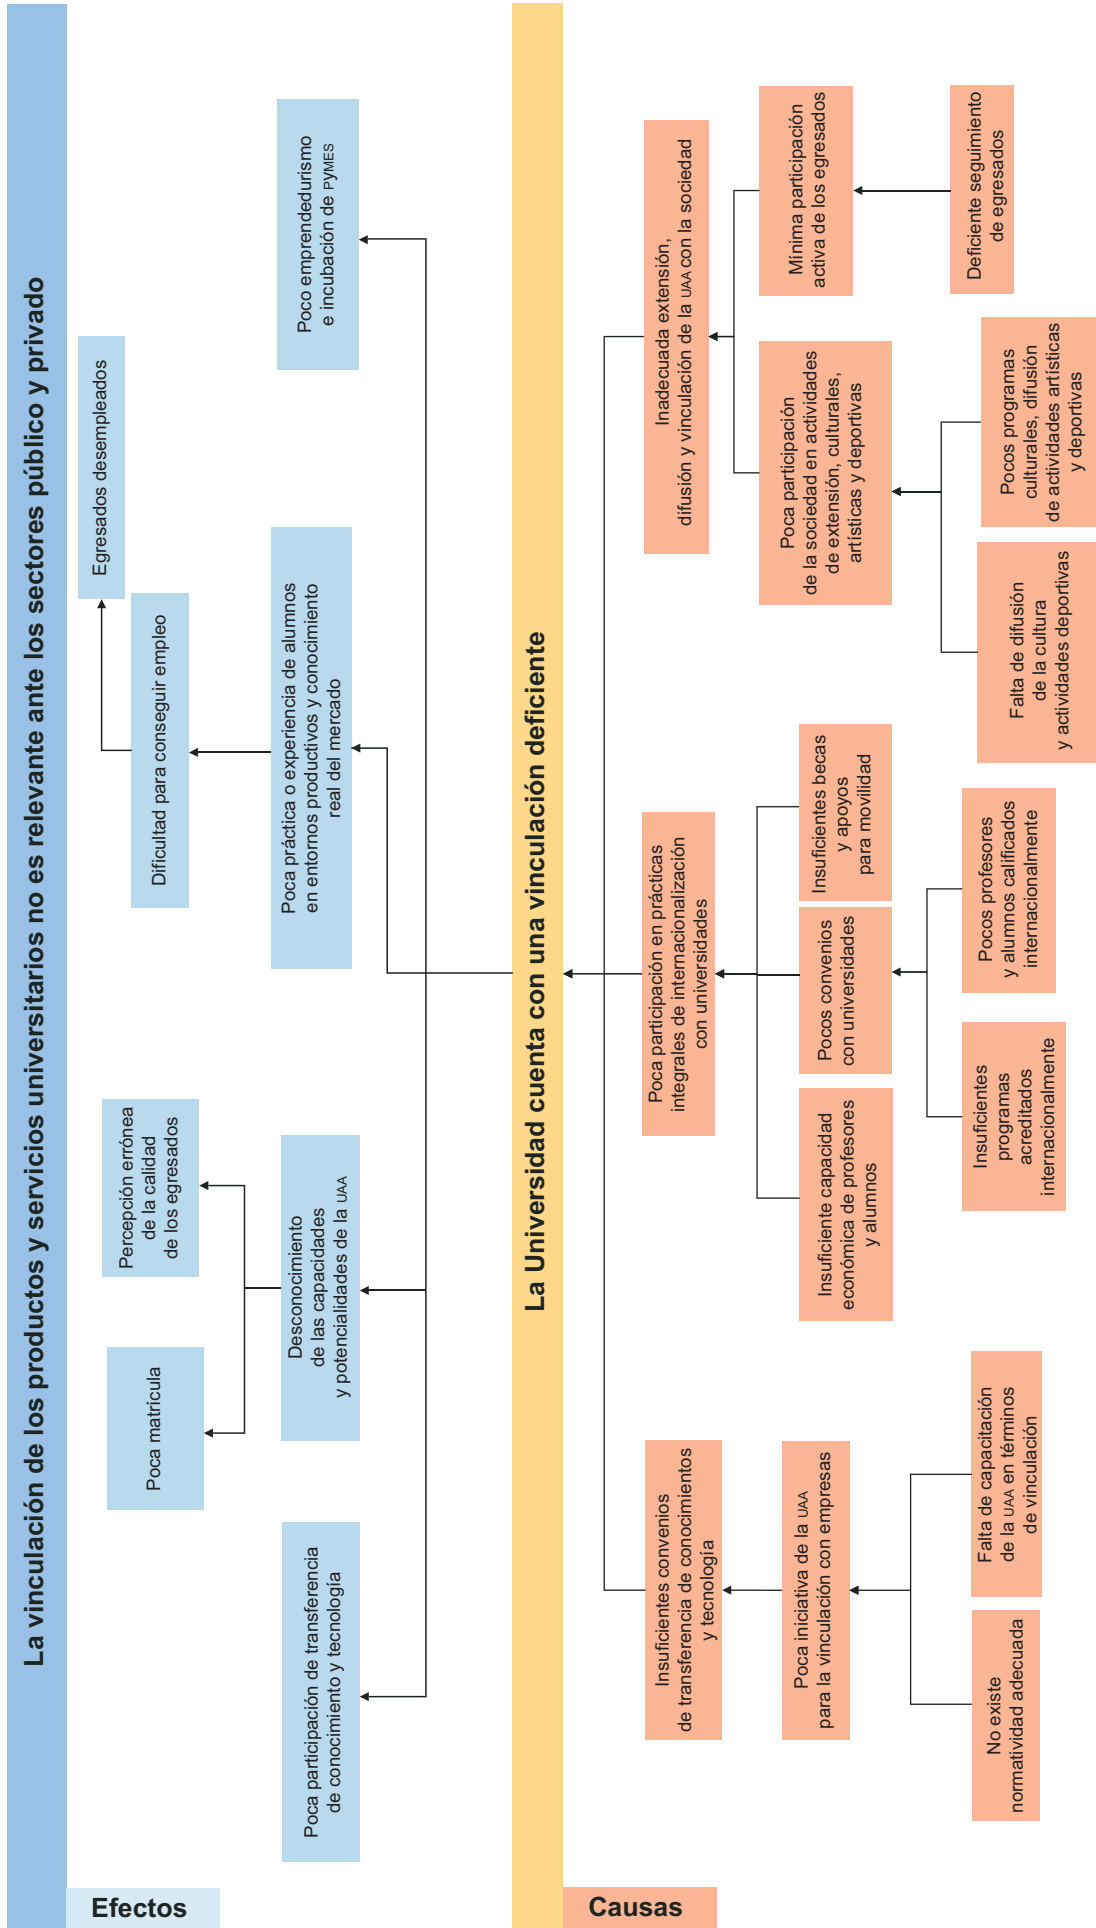 La vinculación de los productos y servicios universitarios no es relevante ante los sectores público y privado
Efectos
Poca matrícula
Percepción errónea
de la calidad
de los egresados
Dificultad para conseguir empleo
Egresados desempleados
Poca participación de transferencia
de conocimiento y tecnología
Desconocimiento
de las capacidades
y potencialidades de la UAA
Poca práctica o experiencia de alumnos
en entornos productivos y conocimiento
real del mercado
Poco emprendedurismo
e incubación de PyMES
La Universidad cuenta con una vinculación deficiente
Causas
Insuficientes convenios
de transferencia de conocimientos
y tecnología
Poca participación en prácticas
integrales de internacionalización
con universidades
Inadecuada extensión,
difusión y vinculación de la UAA con la sociedad
Poca iniciativa de la UAA
para la vinculación con empresas
Insuficiente capacidad
económica de profesores
y alumnos
Pocos convenios
con universidades
Insuficientes becas
y apoyos
para movilidad
Poca participación
de la sociedad en actividades
de extensión, culturales,
artísticas y deportivas
Mínima participación
activa de los egresados
No existe
normatividad adecuada
Falta de capacitación
de la UAA en términos
de vinculación
Insuficientes
programas
acreditados
internacionalmente
Pocos profesores
y alumnos calificados
internacionalmente
Falta de difusión
de la cultura
y actividades deportivas
Pocos programas
culturales, difusión
de actividades artísticas
y deportivas
Deficiente seguimiento
de egresados